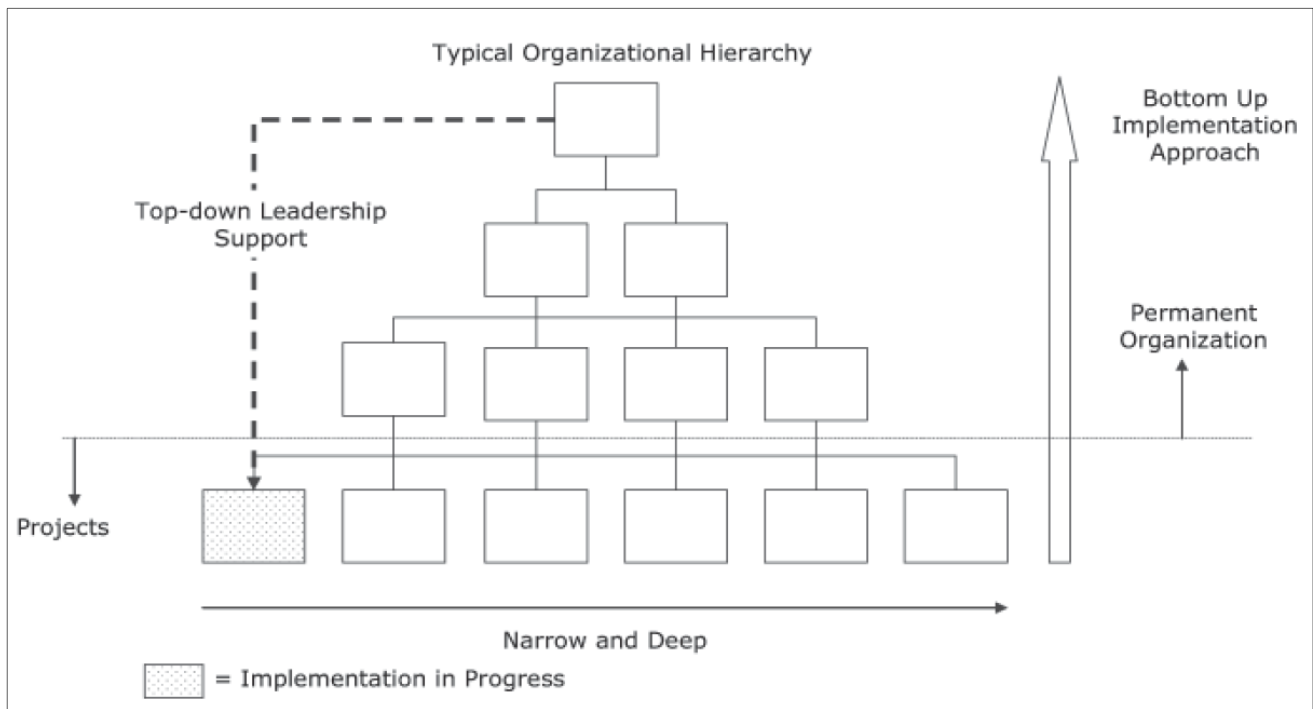 Typical Organizational Hierarchy
Bottom Up
Implementation
Approach
Top-down Leadership
Support
Permanent
Organization
Projects
Narrow and Deep
= Implementation in Progress